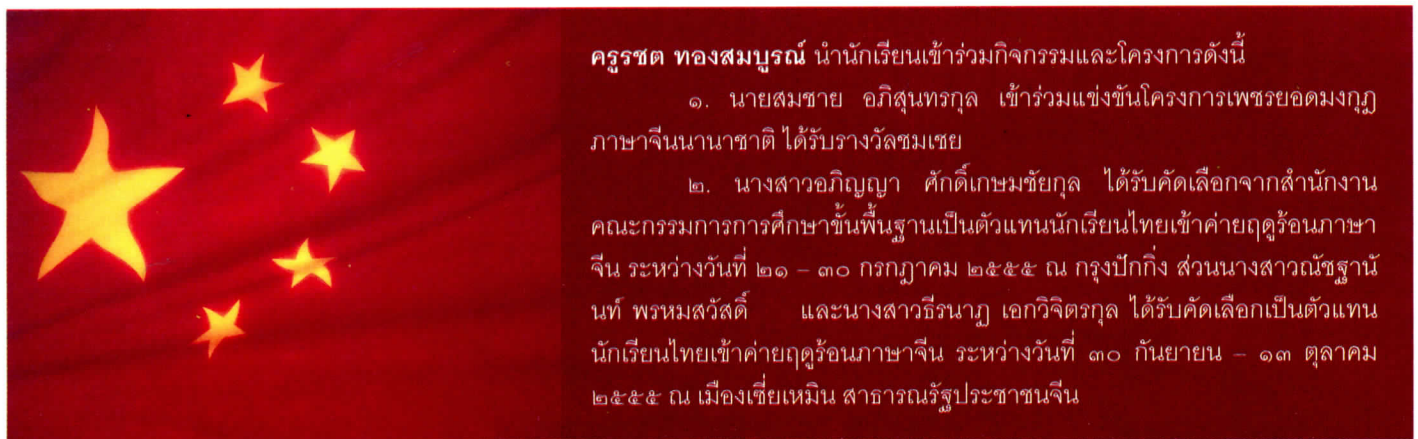 ครูรชต ทองสมบูรณ์ นำนักเรียนเข้าร่วมกิจกรรมและโครงการดังนี้
๑. นายสมชาย อภิสุนทรกุล เข้าร่วมแข่งขันโครงการเพชรยอดมงกุฎ
ภาษาจีนนานาชาติ ได้รับรางวัลชมเชย
๒. นางสาวอภิญญา ศักดิ์เกษมชัยกุล ได้รับคัดเลือกจากสำนักงาน
คณะกรรมการการศึกษาขั้นพื้นฐานเป็นตัวแทนนักเรียนไทยเข้าค่ายฤดูร้อนภาษา
จีน ระหว่างวันที่ ๒๑ – ๓๐ กรกฎาคม ๒๕๕๕ ณ กรุงปักกิ่ง ส่วนนางสาวณัชฐานั
นท์ พรหมสวัสดิ์ และนางสาวธีรนาฏ เอกวิจิตรกุล ได้รับคัดเลือกเป็นตัวแทน
นักเรียนไทยเข้าค่ายฤดูร้อนภาษาจีน ระหว่างวันที่ ๓๐ กันยายน – ๑๓ ตุลาคม
๒๕๕๕ ณ เมืองเซี่ยเหมิน สาธารณรัฐประชาชนจีน